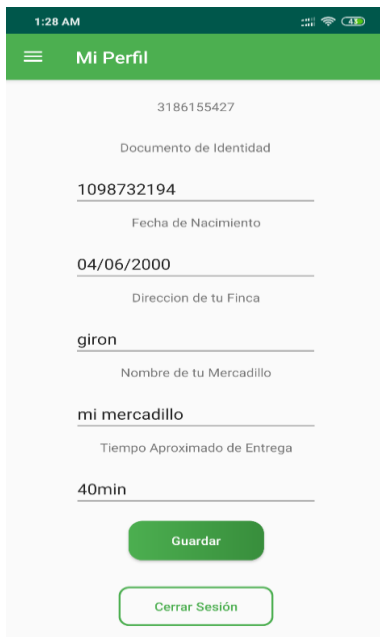 1:28 AM
43
Mi Perfil
3186155427
Documento de Identidad
1098732194
Fecha de Nacimiento
04/06/2000
Direccion de tu Finca
giron
Nombre de tu Mercadillo
mi mercadillo
Tiempo Aproximado de Entrega
40min
Guardar
Cerrar Sesión